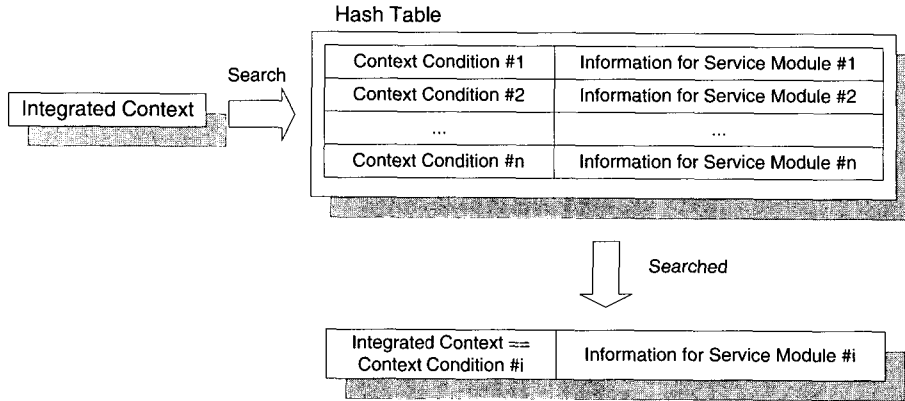 Hash Table
Search
Integrated Context
Context Condition #1 Information for Service Module #1
Context Condition #2 Information for Service Module #2
... ...
Context Condition #n Information for Service Module #n
Searched
Integrated Context ==
Context Condition #i
Information for Service Module #i